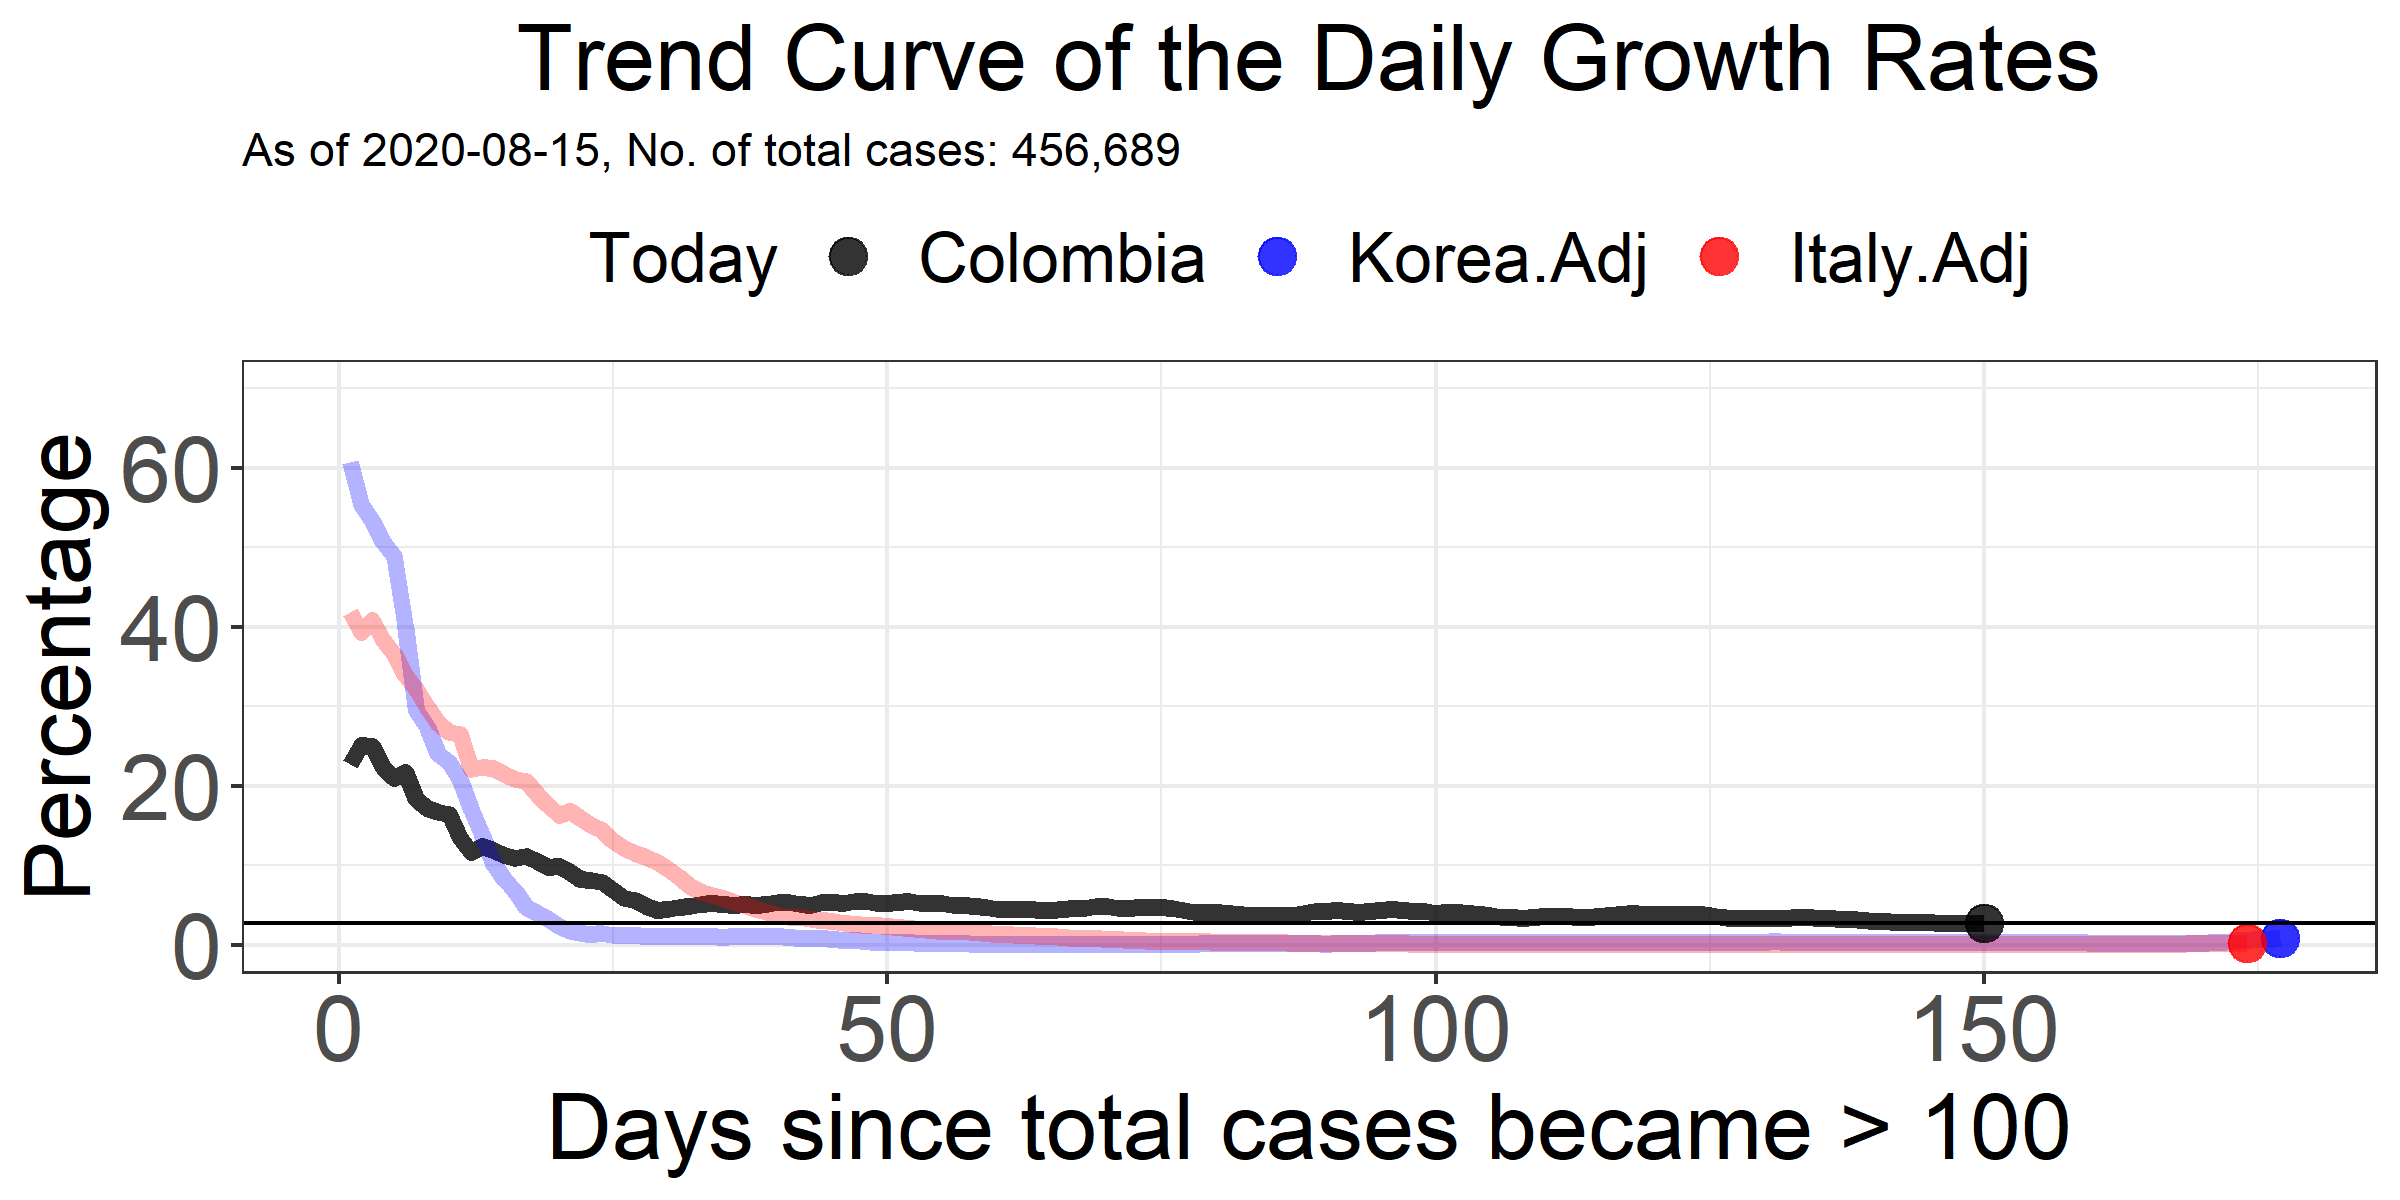 Trend Curve of the Daily Growth Rates
As of 2020-08-15, No. of total cases: 456,689
Today Colombia Korea.Adj Italy.Adj
Percentage
60
40
20
0
0 50 100 150
Days since total cases became > 100